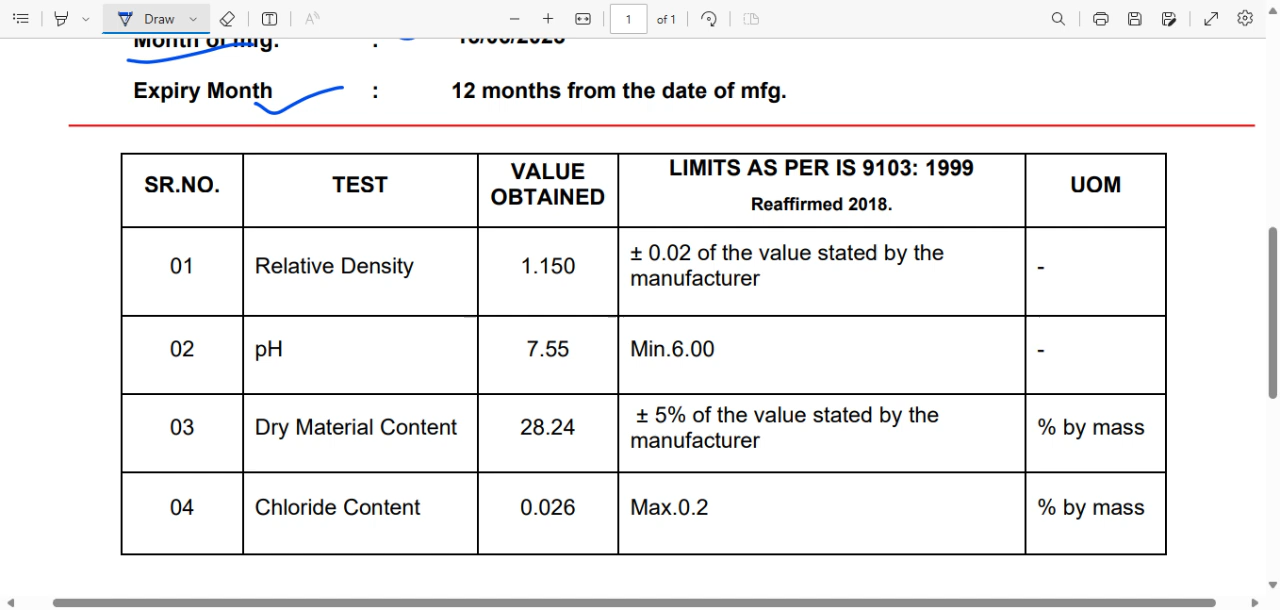 Draw
1 of 1
Month of mfg. :
Expiry Month : 12 months from the date of mfg.
SR.NO. TEST VALUE OBTAINED LIMITS AS PER IS 9103: 1999 Reaffirmed 2018. UOM
01 Relative Density 1.150 ± 0.02 of the value stated by the manufacturer -
02 pH 7.55 Min.6.00 -
03 Dry Material Content 28.24 ± 5% of the value stated by the manufacturer % by mass
04 Chloride Content 0.026 Max.0.2 % by mass